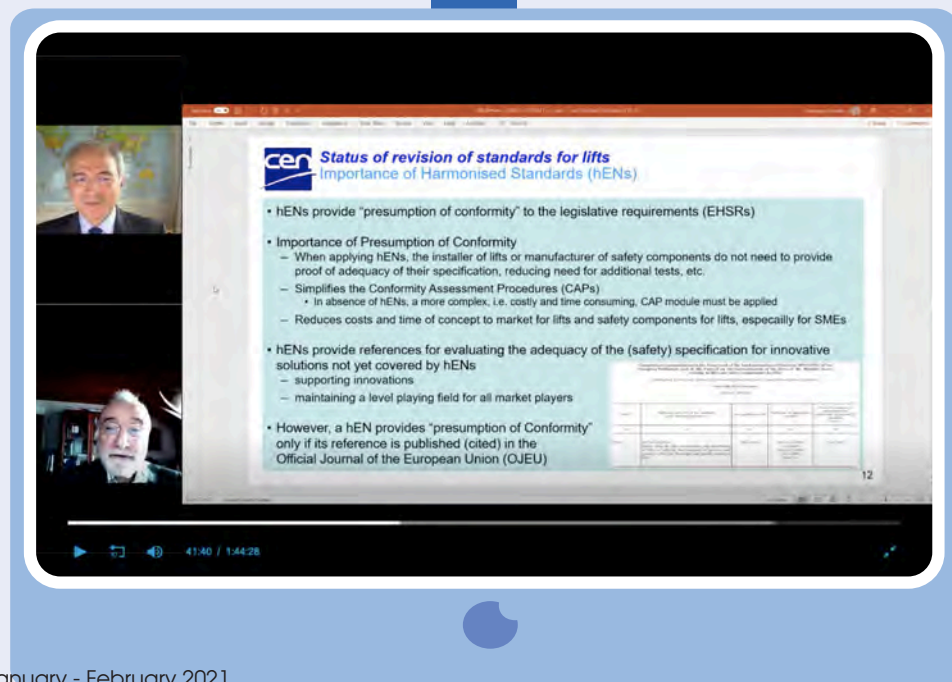 cen
Status of revision of standards for lifts
Importance of Harmonised Standards (hENs)
• hENs provide “presumption of conformity” to the legislative requirements (EHSRs)
• Importance of Presumption of Conformity
– When applying hENs, the installer of lifts or manufacturer of safety components do not need to provide
proof of adequacy of their specification, reducing need for additional tests, etc.
– Simplifies the Conformity Assessment Procedures (CAPs)
• In absence of hENs, a more complex, i.e. costly and time consuming, CAP module must be applied
– Reduces costs and time of concept to market for lifts and safety components for lifts, especailly for SMEs
• hENs provide references for evaluating the adequacy of the (safety) specification for innovative
solutions not yet covered by hENs
– supporting innovations
– maintaining a level playing field for all market players
• However, a hEN provides “presumption of Conformity”
only if its reference is published (cited) in the
Official Journal of the European Union (OJEU)
12
41:40 / 1:44:28
anuary - February 2021